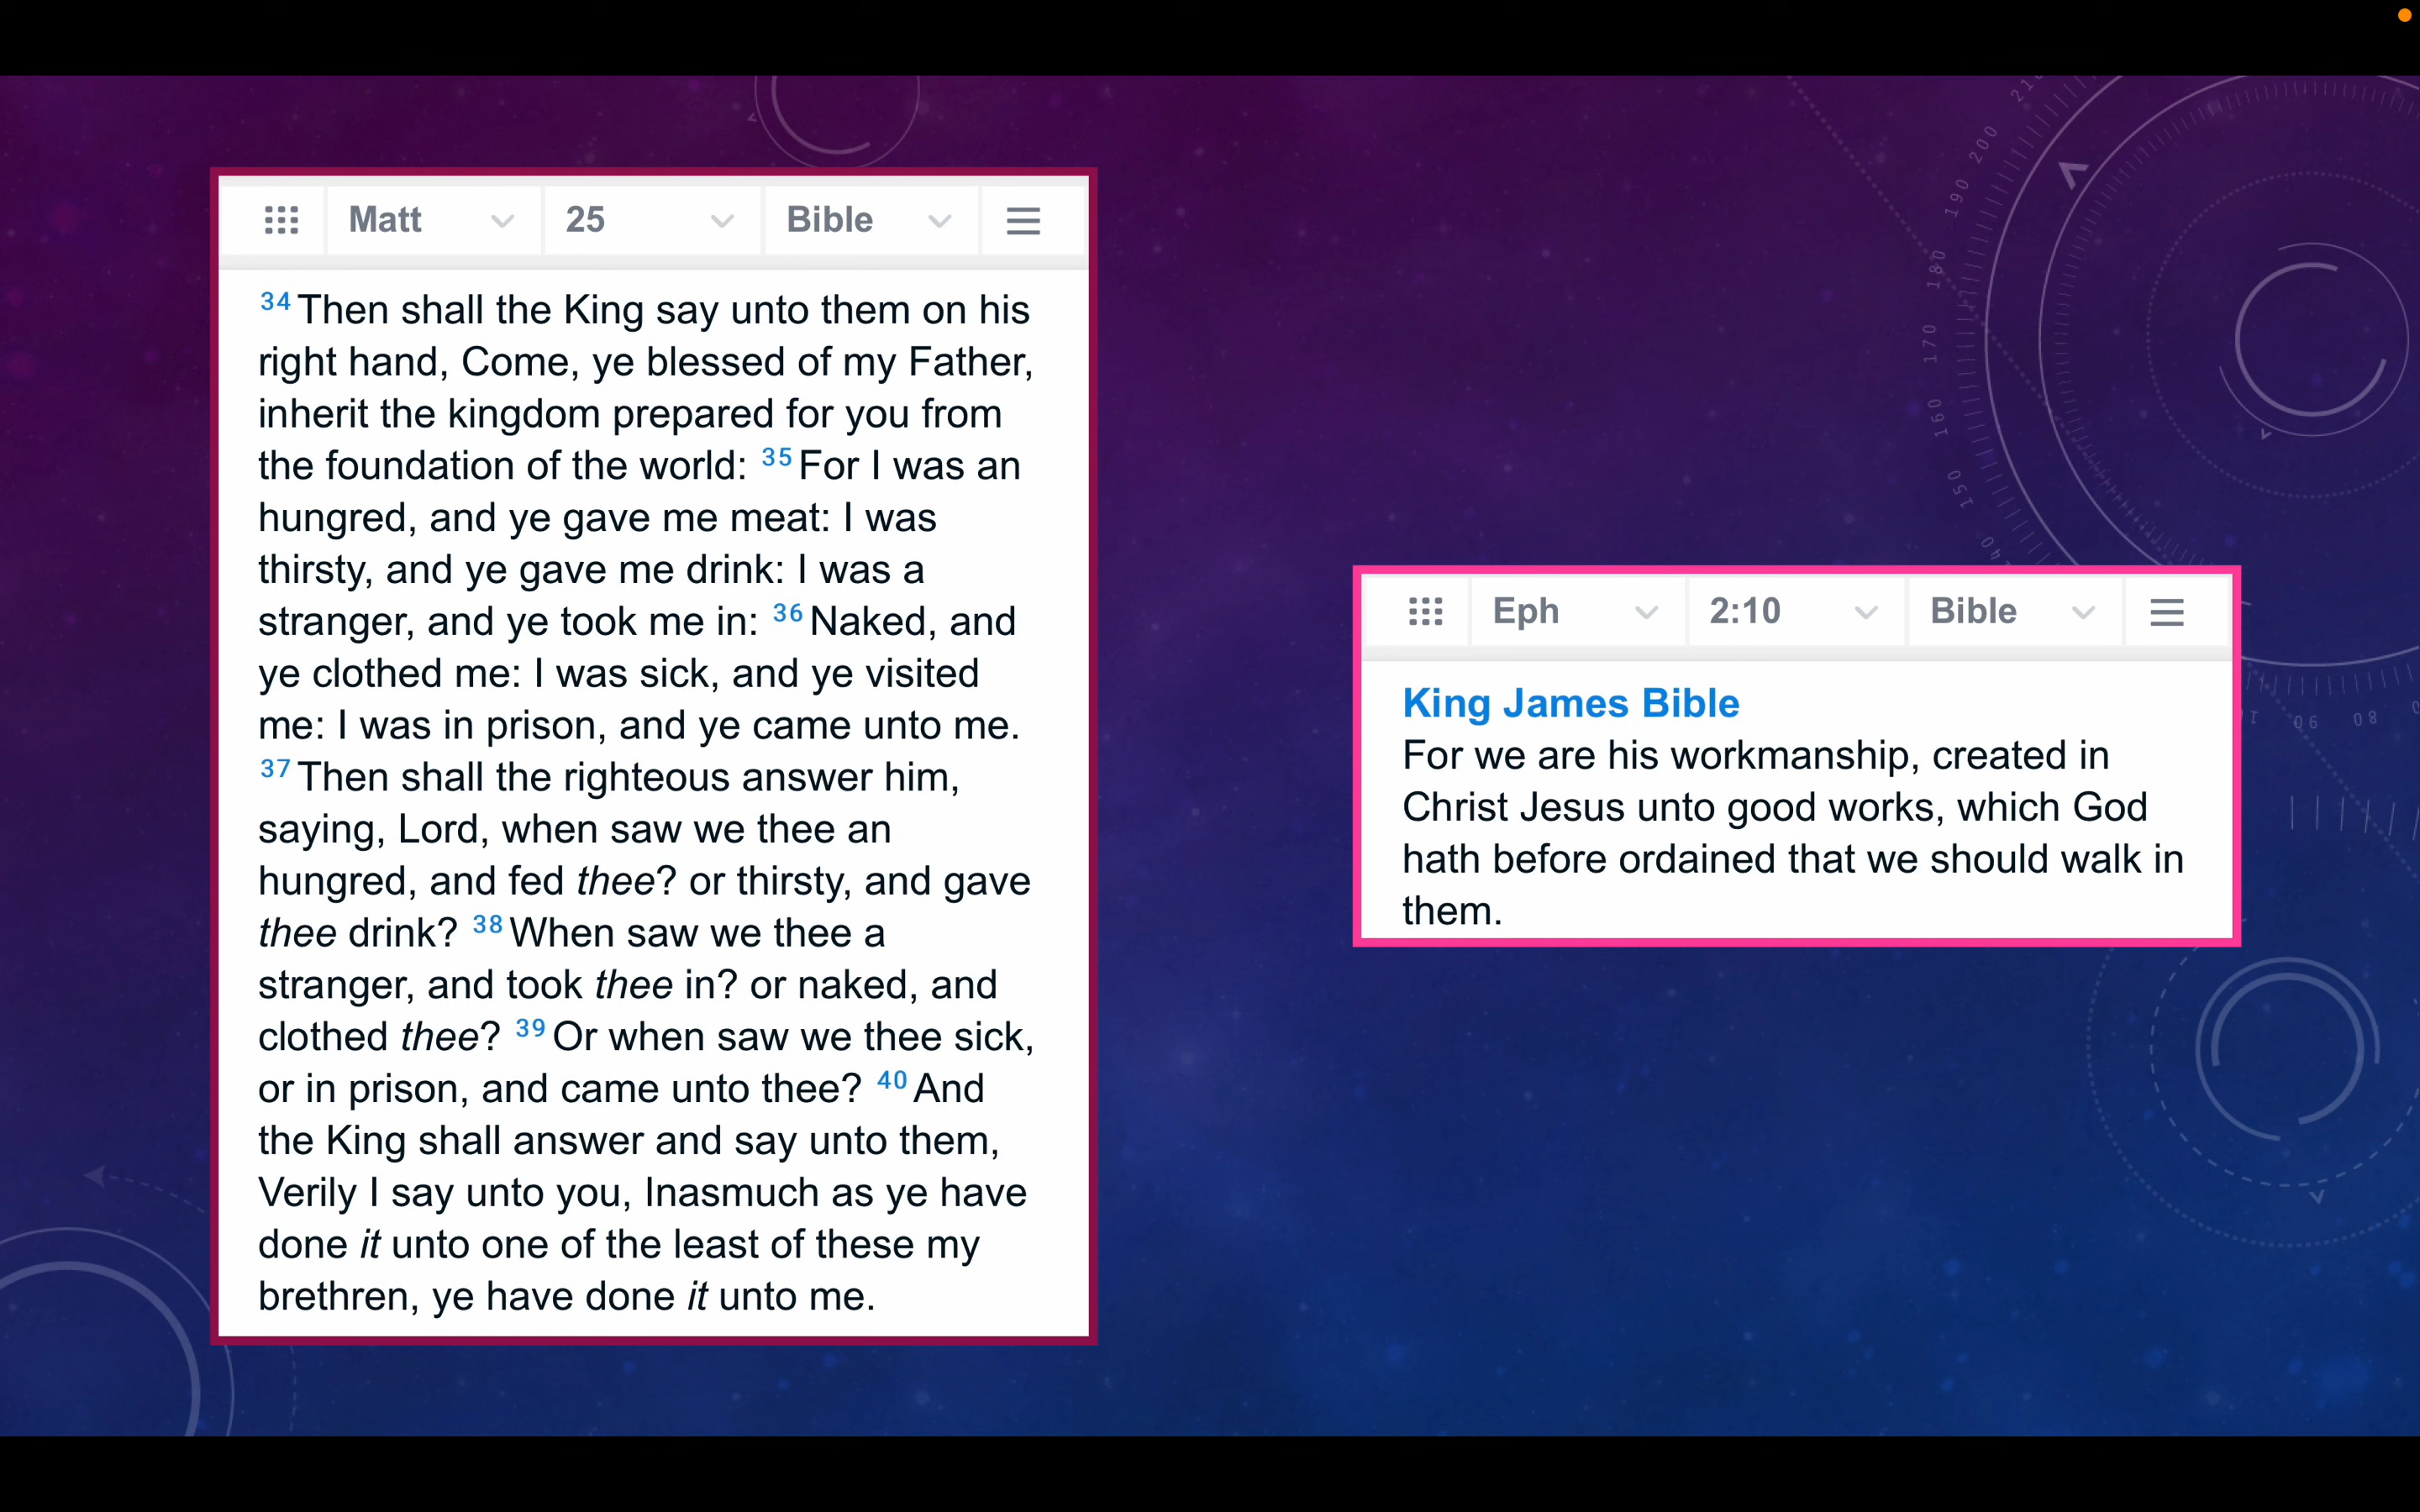 Matt 25 Bible
34 Then shall the King say unto them on his
right hand, Come, ye blessed of my Father,
inherit the kingdom prepared for you from
the foundation of the world: 35 For I was an
hungred, and ye gave me meat: I was
thirsty, and ye gave me drink: I was a
stranger, and ye took me in: 36 Naked, and
ye clothed me: I was sick, and ye visited
me: I was in prison, and ye came unto me.
37 Then shall the righteous answer him,
saying, Lord, when saw we thee an
hungred, and fed thee? or thirsty, and gave
thee drink? 38 When saw we thee a
stranger, and took thee in? or naked, and
clothed thee? 39 Or when saw we thee sick,
or in prison, and came unto thee? 40 And
the King shall answer and say unto them,
Verily I say unto you, Inasmuch as ye have
done it unto one of the least of these my
brethren, ye have done it unto me.
Eph 2:10 Bible
King James Bible
For we are his workmanship, created in
Christ Jesus unto good works, which God
hath before ordained that we should walk in
them.
200
190
180
170
160
150
90 80